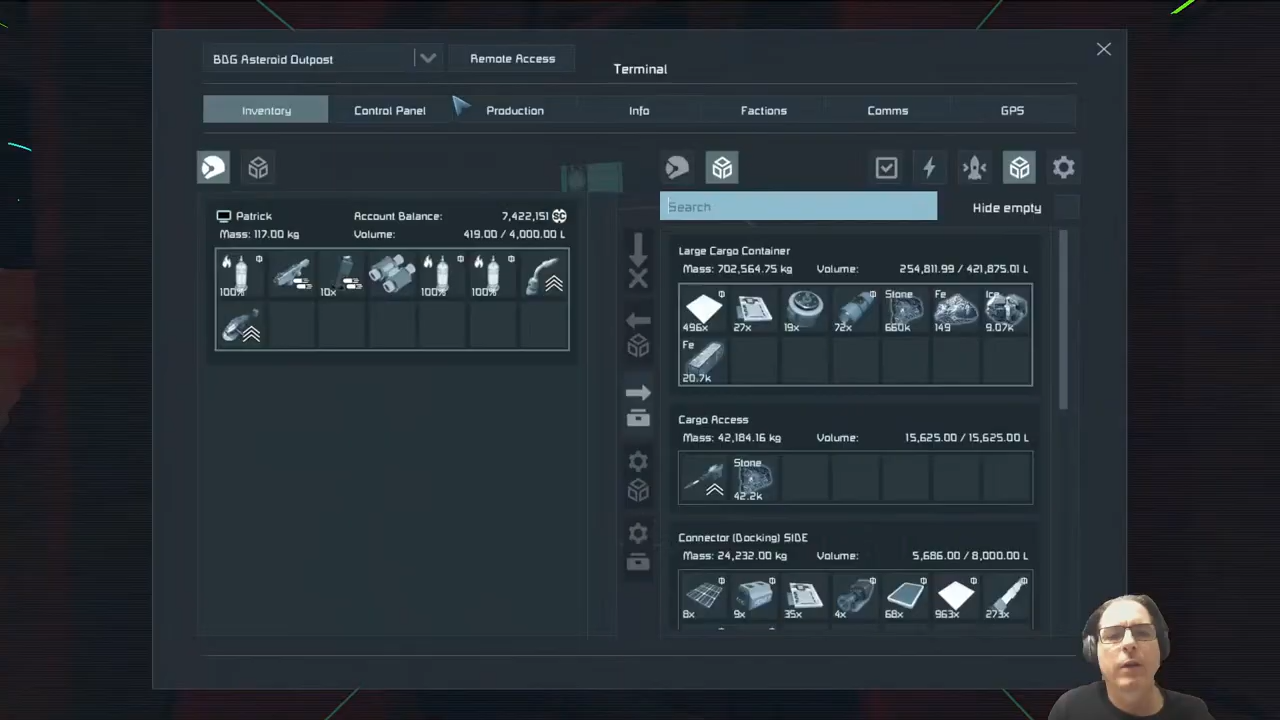 BDG Asteroid Outpost
Remote Access
Terminal
Inventory
Control Panel
Production
Info
Factions
Comms
GPS
Patrick
Account Balance: 7,422,151 SC
Mass: 117.00 kg
Volume: 419.00 / 4,000.00 L
100%
10x
100%
100%
Search
Hide empty
Large Cargo Container
Mass: 702,564.75 kg
Volume: 254,811.99 / 421,875.01 L
Stone
Fe
Ice
496x
27x
19x
72x
660k
149
9.07k
Fe
20.7k
Cargo Access
Mass: 42,184.16 kg
Volume: 15,625.00 / 15,625.00 L
Stone
42.2k
Connector (Docking) SIDE
Mass: 24,232.00 kg
Volume: 5,686.00 / 8,000.00 L
8x
9x
35x
4x
68x
963x
273x